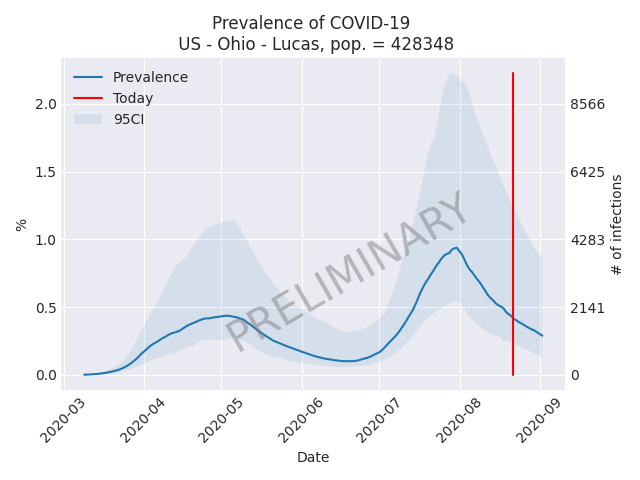 Prevalence of COVID-19
US - Ohio - Lucas, pop. = 428348
Prevalence
Today
95CI
PRELIMINARY
%
2.0
1.5
1.0
0.5
0.0
8566
6425
4283
2141
0
# of infections
2020-03
2020-04
2020-05
2020-06
2020-07
2020-08
2020-09
Date